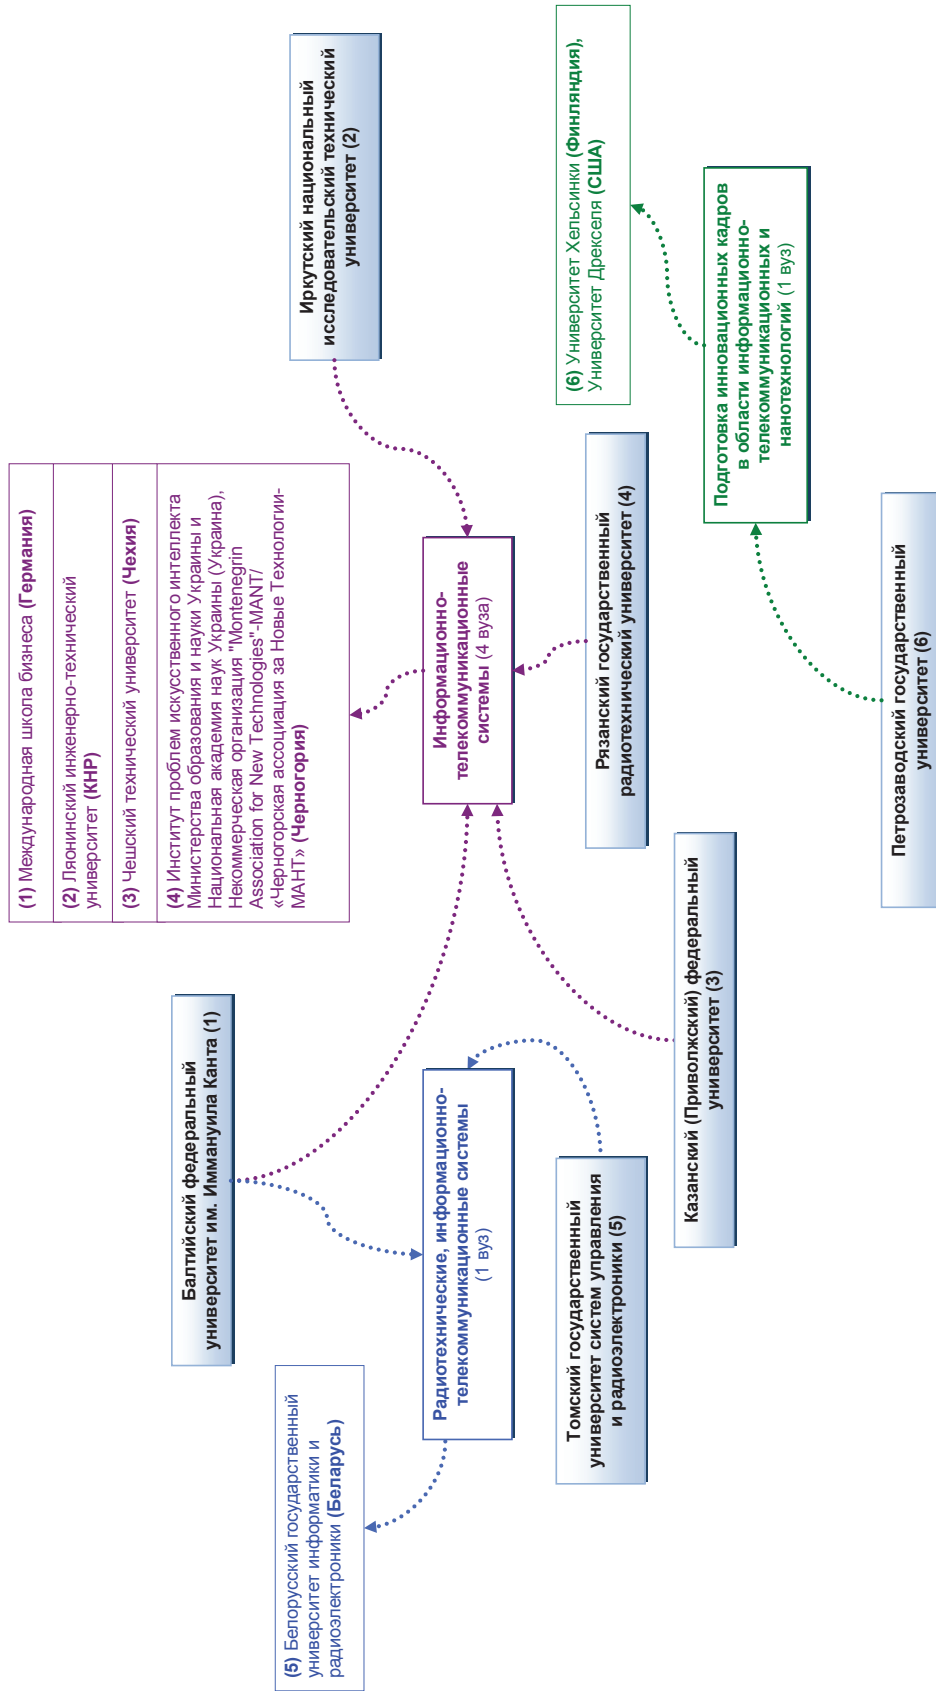 (5) Белорусский государственный
университет информатики и
радиоэлектроники (Беларусь)
Балтийский федеральный
университет им. Иммануила Канта (1)
(1) Международная школа бизнеса (Германия)
(2) Ляонинский инженерно-технический
университет (КНР)
(3) Чешский технический университет (Чехия)
(4) Институт проблем искусственного интеллекта
Министерства образования и науки Украины и
Национальная академия наук Украины (Украина),
Некоммерческая организация "Montenegrin
Association for New Technologies"-MANT/
«Черногорская ассоциация за Новые Технологии-
МАНТ» (Черногория)
Иркутский национальный
исследовательский технический
университет (2)
Радиотехнические, информационно-
телекоммуникационные системы
(1 вуз)
Информационно-
телекоммуникационные
системы (4 вуза)
(6) Университет Хельсинки (Финляндия),
Университет Дрекселя (США)
Томский государственный
университет систем управления
и радиоэлектроники (5)
Рязанский государственный
радиотехнический университет (4)
Казанский (Приволжский) федеральный
университет (3)
Подготовка инновационных кадров
в области информационно-
телекоммуникационных и
нанотехнологий (1 вуз)
Петрозаводский государственный
университет (6)